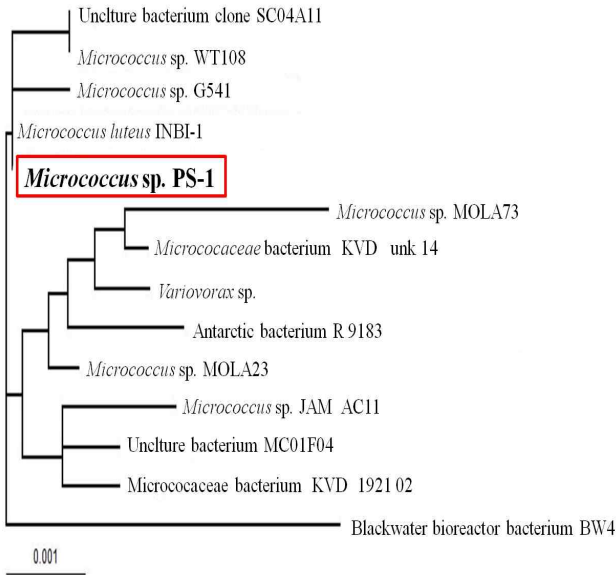 Unclture bacterium clone SC04A11
Micrococcus sp. WT108
Micrococcus sp. G541
Micrococcus luteus INBI-1
Micrococcus sp. PS-1
Micrococcus sp. MOLA73
Micrococaceae bacterium KVD unk 14
Variovorax sp.
Antarctic bacterium R 9183
Micrococcus sp. MOLA23
Micrococcus sp. JAM AC11
Unclture bacterium MC01F04
Micrococaceae bacterium KVD 1921 02
Blackwater bioreactor bacterium BW4
0.001